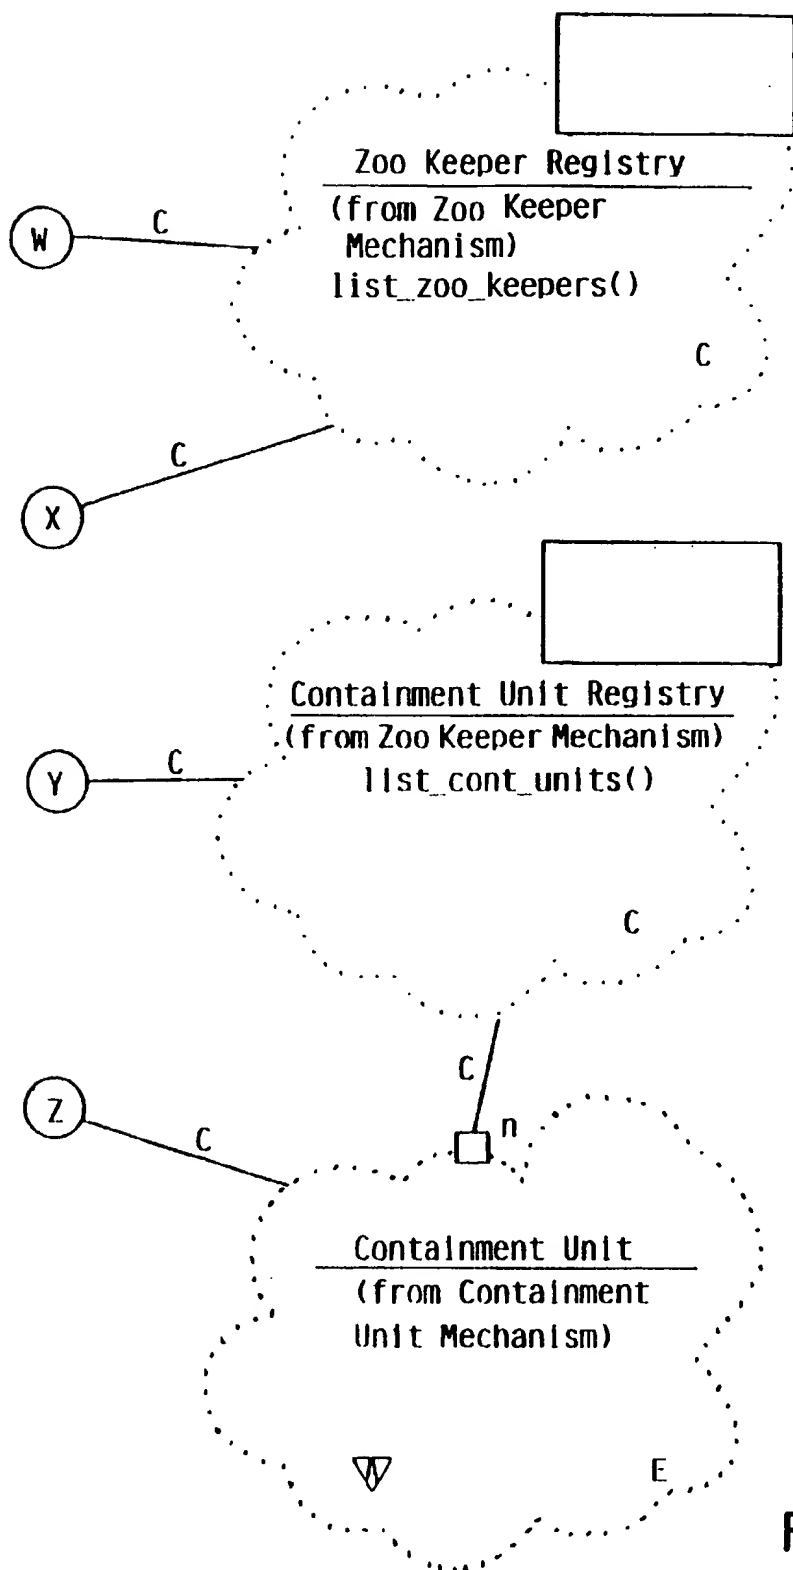 Zoo Keeper Registry
(from Zoo Keeper
Mechanism)
list_zoo_keepers()
C
W
C
C
X
Containment Unit Registry
(from Zoo Keeper Mechanism)
list_cont_units()
C
Y
C
C
n
Z
C
Containment Unit
(from Containment
Unit Mechanism)
E